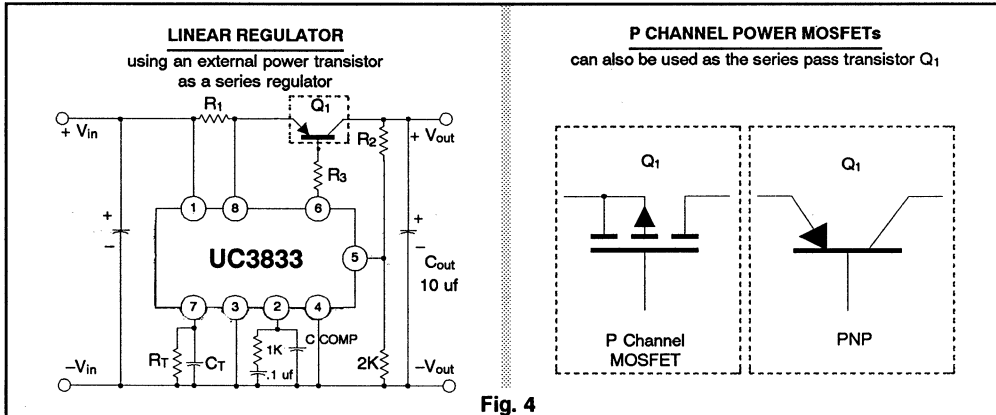 LINEAR REGULATOR
using an external power transistor
as a series regulator
Q1
R1
+ Vin
+ Vout
R2
R3
1
8
6
+
−
UC3833
5
+
−
Cout
10 uf
7
3
2
4
RT
CT
1K
.1 uf
C COMP
2K
−Vin
−Vout
P CHANNEL POWER MOSFETs
can also be used as the series pass transistor Q1
Q1
P Channel
MOSFET
Q1
PNP
Fig. 4